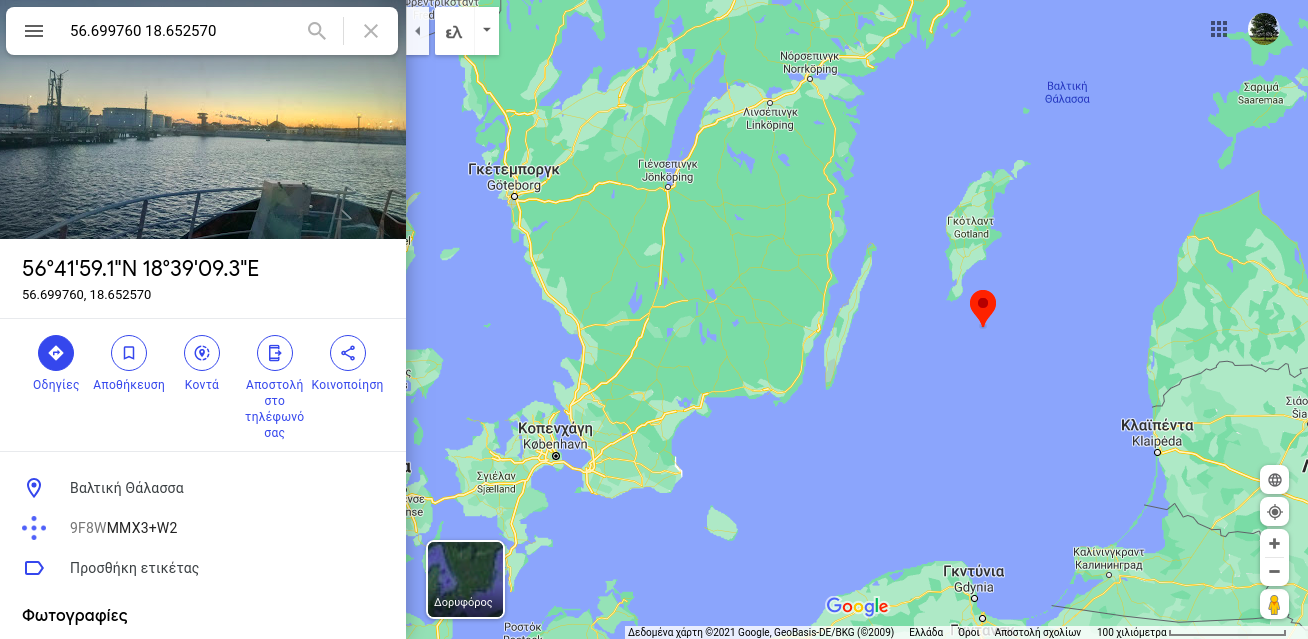 56.699760 18.652570
56°41'59.1"N 18°39'09.3"E
56.699760, 18.652570
Οδηγίες
Αποθήκευση
Κοντά
Αποστολή
στο
τηλέφωνό
σας
Κοινοποίηση
Βαλτική Θάλασσα
9F8WMMX3+W2
Προσθήκη ετικέτας
Φωτογραφίες
ελ
Νόρσεπινγκ
Norrköping
Βαλτική
Θάλασσα
Σαριμά
Saaremaa
Λίνσεπινγκ
Linköping
Γκέτεμποργκ
Göteborg
Γιένσεπινγκ
Jönköping
Γκότλαντ
Gotland
Κοπενχάγη
København
Σγιέλαν
Sjælland
Κλαϊπέντα
Klaipėda
Καλίνινγκραντ
Калининград
Γκντύνια
Gdynia
Δορυφόρος
Ροστόκ
Google
Δεδομένα χάρτη ©2021 Google, GeoBasis-DE/BKG (©2009)
Ελλάδα
Όροι
Αποστολή σχολίων
100 χιλιόμετρα